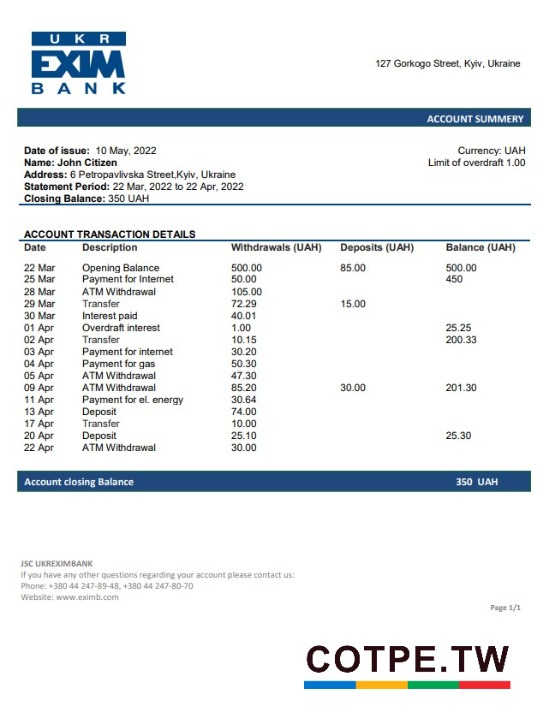 UKR
EXIM
BANK
127 Gorkogo Street, Kyiv, Ukraine
ACCOUNT SUMMERY
Date of issue: 10 May, 2022 Currency: UAH
Name: John Citizen Limit of overdraft 1.00
Address: 6 Petropavlivska Street,Kyiv, Ukraine
Statement Period: 22 Mar, 2022 to 22 Apr, 2022
Closing Balance: 350 UAH
ACCOUNT TRANSACTION DETAILS
Date Description Withdrawals (UAH) Deposits (UAH) Balance (UAH)
22 Mar Opening Balance 500.00 85.00 500.00
25 Mar Payment for Internet 50.00 450
28 Mar ATM Withdrawal 105.00
29 Mar Transfer 72.29 15.00
30 Mar Interest paid 40.01
01 Apr Overdraft interest 1.00 25.25
02 Apr Transfer 10.15 200.33
03 Apr Payment for internet 30.20
04 Apr Payment for gas 50.30
05 Apr ATM Withdrawal 47.30
09 Apr ATM Withdrawal 85.20 30.00 201.30
11 Apr Payment for el. energy 30.64
13 Apr Deposit 74.00
17 Apr Transfer 10.00
20 Apr Deposit 25.10 25.30
22 Apr ATM Withdrawal 30.00
Account closing Balance 350 UAH
JSC UKREXIMBANK
If you have any other questions regarding your account please contact us:
Phone: +380 44 247-89-48, +380 44 247-80-70
Website: www.eximb.com
Page 1/1
COTPE.TW